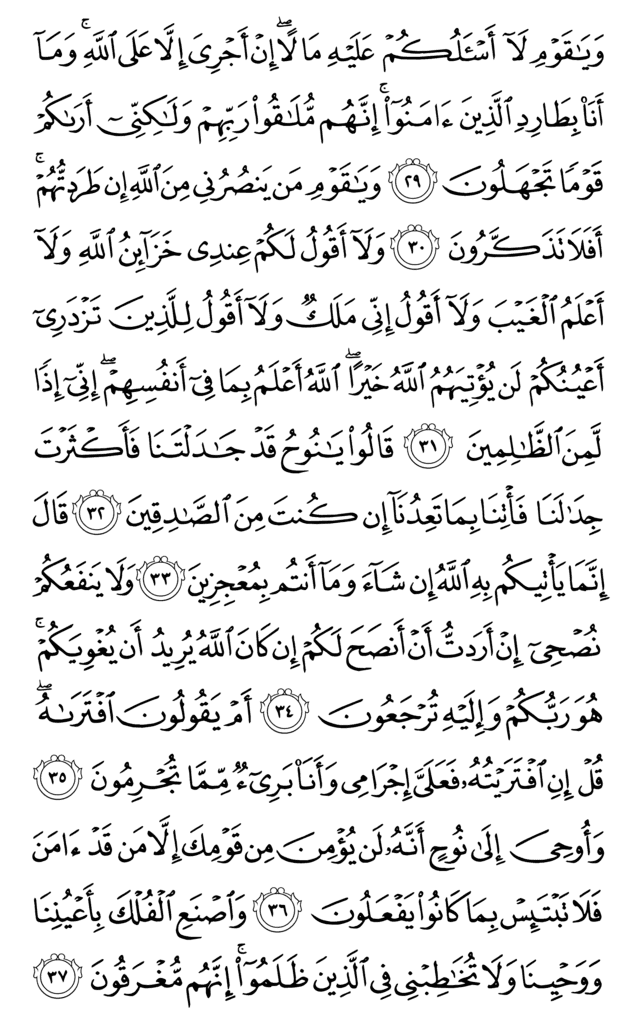 وَيَٰقَوۡمِ لَآ أَسۡـَٔلُكُمۡ عَلَيۡهِ مَالًاۖ إِنۡ أَجۡرِيَ إِلَّا عَلَى ٱللَّهِۚ وَمَآ
أَنَا۠ بِطَارِدِ ٱلَّذِينَ ءَامَنُوٓاْۚ إِنَّهُم مُّلَٰقُواْ رَبِّهِمۡ وَلَٰكِنِّيٓ أَرَىٰكُمۡ
قَوۡمٗا تَجۡهَلُونَ ٢٩ وَيَٰقَوۡمِ مَن يَنصُرُنِي مِنَ ٱللَّهِ إِن طَرَدتُّهُمۡۚ
أَفَلَا تَذَكَّرُونَ ٣٠ وَلَآ أَقُولُ لَكُمۡ عِندِي خَزَآئِنُ ٱللَّهِ وَلَآ
أَعۡلَمُ ٱلۡغَيۡبَ وَلَآ أَقُولُ إِنِّي مَلَكٞ وَلَآ أَقُولُ لِلَّذِينَ تَزۡدَرِيٓ
أَعۡيُنُكُمۡ لَن يُؤۡتِيَهُمُ ٱللَّهُ خَيۡرًاۖ ٱللَّهُ أَعۡلَمُ بِمَا فِيٓ أَنفُسِهِمۡۖ إِنِّيٓ إِذٗا
لَّمِنَ ٱلظَّٰلِمِينَ ٣١ قَالُواْ يَٰنُوحُ قَدۡ جَٰدَلۡتَنَا فَأَكۡثَرۡتَ
جِدَٰلَنَا فَأۡتِنَا بِمَا تَعِدُنَآ إِن كُنتَ مِنَ ٱلصَّٰدِقِينَ ٣٢ قَالَ
إِنَّمَا يَأۡتِيكُم بِهِ ٱللَّهُ إِن شَآءَ وَمَآ أَنتُم بِمُعۡجِزِينَ ٣٣ وَلَا يَنفَعُكُمۡ
نُصۡحِيٓ إِنۡ أَرَدتُّ أَنۡ أَنصَحَ لَكُمۡ إِن كَانَ ٱللَّهُ يُرِيدُ أَن يُغۡوِيَكُمۡۚ
هُوَ رَبُّكُمۡ وَإِلَيۡهِ تُرۡجَعُونَ ٣٤ أَمۡ يَقُولُونَ ٱفۡتَرَىٰهُۖ
قُلۡ إِنِ ٱفۡتَرَيۡتُهُۥ فَعَلَيَّ إِجۡرَامِي وَأَنَا۠ بَرِيٓءٞ مِّمَّا تُجۡرِمُونَ ٣٥
وَأُوحِيَ إِلَىٰ نُوحٍ أَنَّهُۥ لَن يُؤۡمِنَ مِن قَوۡمِكَ إِلَّا مَن قَدۡ ءَامَنَ
فَلَا تَبۡتَئِسۡ بِمَا كَانُواْ يَفۡعَلُونَ ٣٦ وَٱصۡنَعِ ٱلۡفُلۡكَ بِأَعۡيُنِنَا
وَوَحۡيِنَا وَلَا تُخَٰطِبۡنِي فِي ٱلَّذِينَ ظَلَمُوٓاْۚ إِنَّهُم مُّغۡرَقُونَ ٣٧